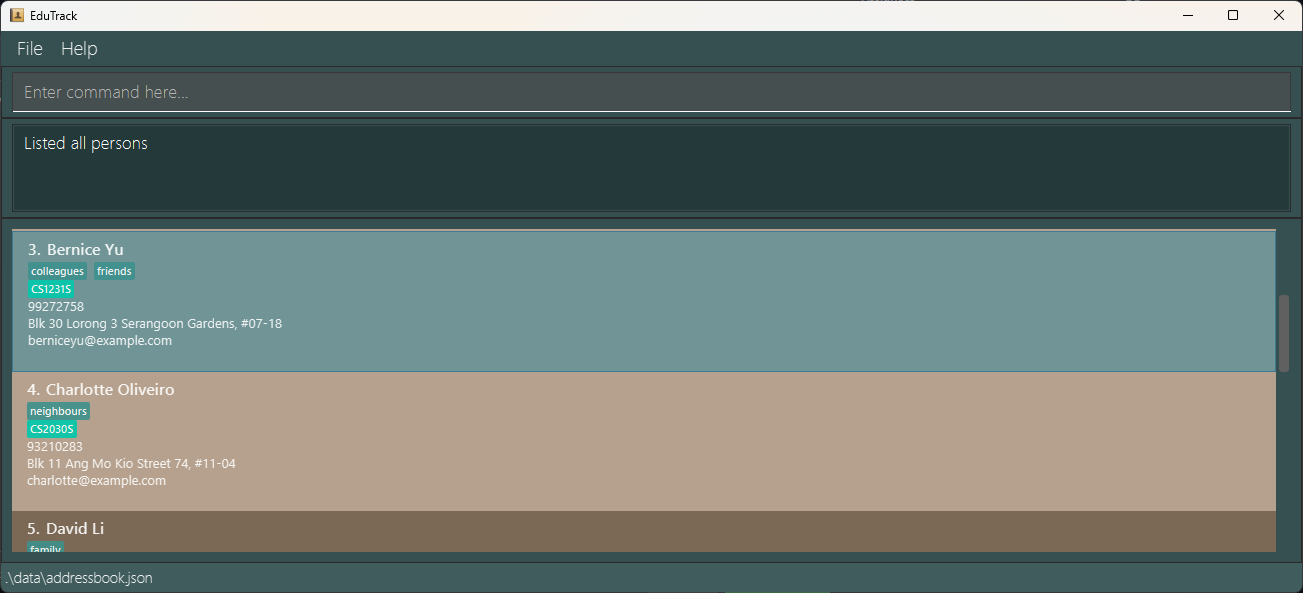 EduTrack
File Help
Enter command here...
Listed all persons
3. Bernice Yu
colleagues friends
CS1231S
99272758
Blk 30 Lorong 3 Serangoon Gardens, #07-18
berniceyu@example.com
4. Charlotte Oliveiro
neighbours
CS2030S
93210283
Blk 11 Ang Mo Kio Street 74, #11-04
charlotte@example.com
5. David Li
family
.\data\addressbook.json